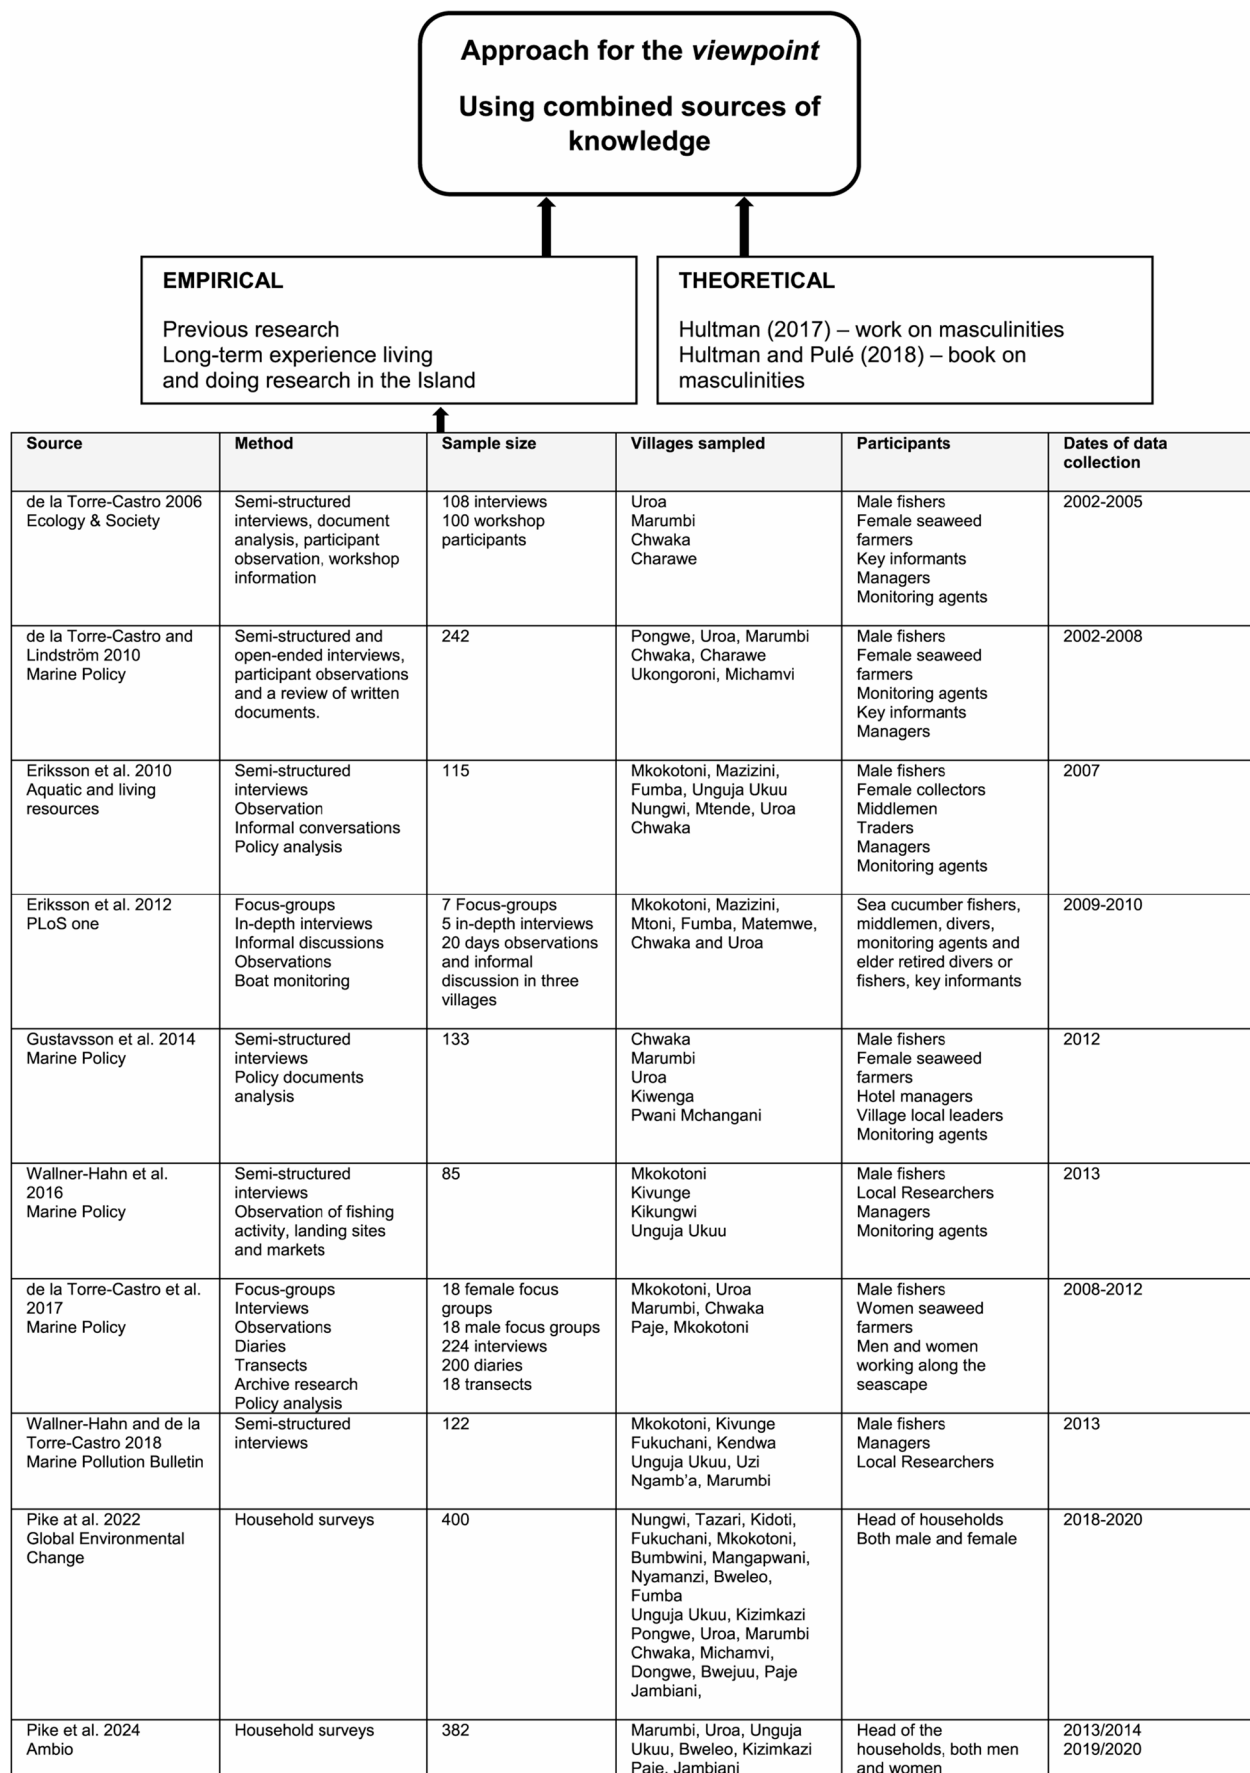 Approach for the viewpoint
Using combined sources of
knowledge
EMPIRICAL
Previous research
Long-term experience living
and doing research in the Island
THEORETICAL
Hultman (2017) – work on masculinities
Hultman and Pulé (2018) – book on
masculinities
Source
Method
Sample size
Villages sampled
Participants
Dates of data
collection
de la Torre-Castro 2006
Ecology & Society
Semi-structured
interviews, document
analysis, participant
observation, workshop
information
108 interviews
100 workshop
participants
Uroa
Marumbi
Chwaka
Charawe
Male fishers
Female seaweed
farmers
Key informants
Managers
Monitoring agents
2002-2005
de la Torre-Castro and
Lindström 2010
Marine Policy
Semi-structured and
open-ended interviews,
participant observations
and a review of written
documents.
242
Pongwe, Uroa, Marumbi
Chwaka, Charawe
Ukongoroni, Michamvi
Male fishers
Female seaweed
farmers
Monitoring agents
Key informants
Managers
2002-2008
Eriksson et al. 2010
Aquatic and living
resources
Semi-structured
interviews
Observation
Informal conversations
Policy analysis
115
Mkokotoni, Mazizini,
Fumba, Unguja Ukuu
Nungwi, Mtende, Uroa
Chwaka
Male fishers
Female collectors
Middlemen
Traders
Managers
Monitoring agents
2007
Eriksson et al. 2012
PLoS one
Focus-groups
In-depth interviews
Informal discussions
Observations
Boat monitoring
7 Focus-groups
5 in-depth interviews
20 days observations
and informal
discussion in three
villages
Mkokotoni, Mazizini,
Mtoni, Fumba, Matemwe,
Chwaka and Uroa
Sea cucumber fishers,
middlemen, divers,
monitoring agents and
elder retired divers or
fishers, key informants
2009-2010
Gustavsson et al. 2014
Marine Policy
Semi-structured
interviews
Policy documents
analysis
133
Chwaka
Marumbi
Uroa
Kiwenga
Pwani Mchangani
Male fishers
Female seaweed
farmers
Hotel managers
Village local leaders
Monitoring agents
2012
Wallner-Hahn et al.
2016
Marine Policy
Semi-structured
interviews
Observation of fishing
activity, landing sites
and markets
85
Mkokotoni
Kivunge
Kikungwi
Unguja Ukuu
Male fishers
Local Researchers
Managers
Monitoring agents
2013
de la Torre-Castro et al.
2017
Marine Policy
Focus-groups
Interviews
Observations
Diaries
Transects
Archive research
Policy analysis
18 female focus
groups
18 male focus groups
224 interviews
200 diaries
18 transects
Mkokotoni, Uroa
Marumbi, Chwaka
Paje, Mkokotoni
Male fishers
Women seaweed
farmers
Men and women
working along the
seascape
2008-2012
Wallner-Hahn and de la
Torre-Castro 2018
Marine Pollution Bulletin
Semi-structured
interviews
122
Mkokotoni, Kivunge
Fukuchani, Kendwa
Unguja Ukuu, Uzi
Ngamb'a, Marumbi
Male fishers
Managers
Local Researchers
2013
Pike at al. 2022
Global Environmental
Change
Household surveys
400
Nungwi, Tazari, Kidoti,
Fukuchani, Mkokotoni,
Bumbwini, Mangapwani,
Nyamanzi, Bweleo,
Fumba
Unguja Ukuu, Kizimkazi
Pongwe, Uroa, Marumbi
Chwaka, Michamvi,
Dongwe, Bwejuu, Paje
Jambiani,
Head of households
Both male and female
2018-2020
Pike et al. 2024
Ambio
Household surveys
382
Marumbi, Uroa, Unguja
Ukuu, Bweleo, Kizimkazi
Paje, Jambiani
Head of the
households, both men
and women
2013/2014
2019/2020